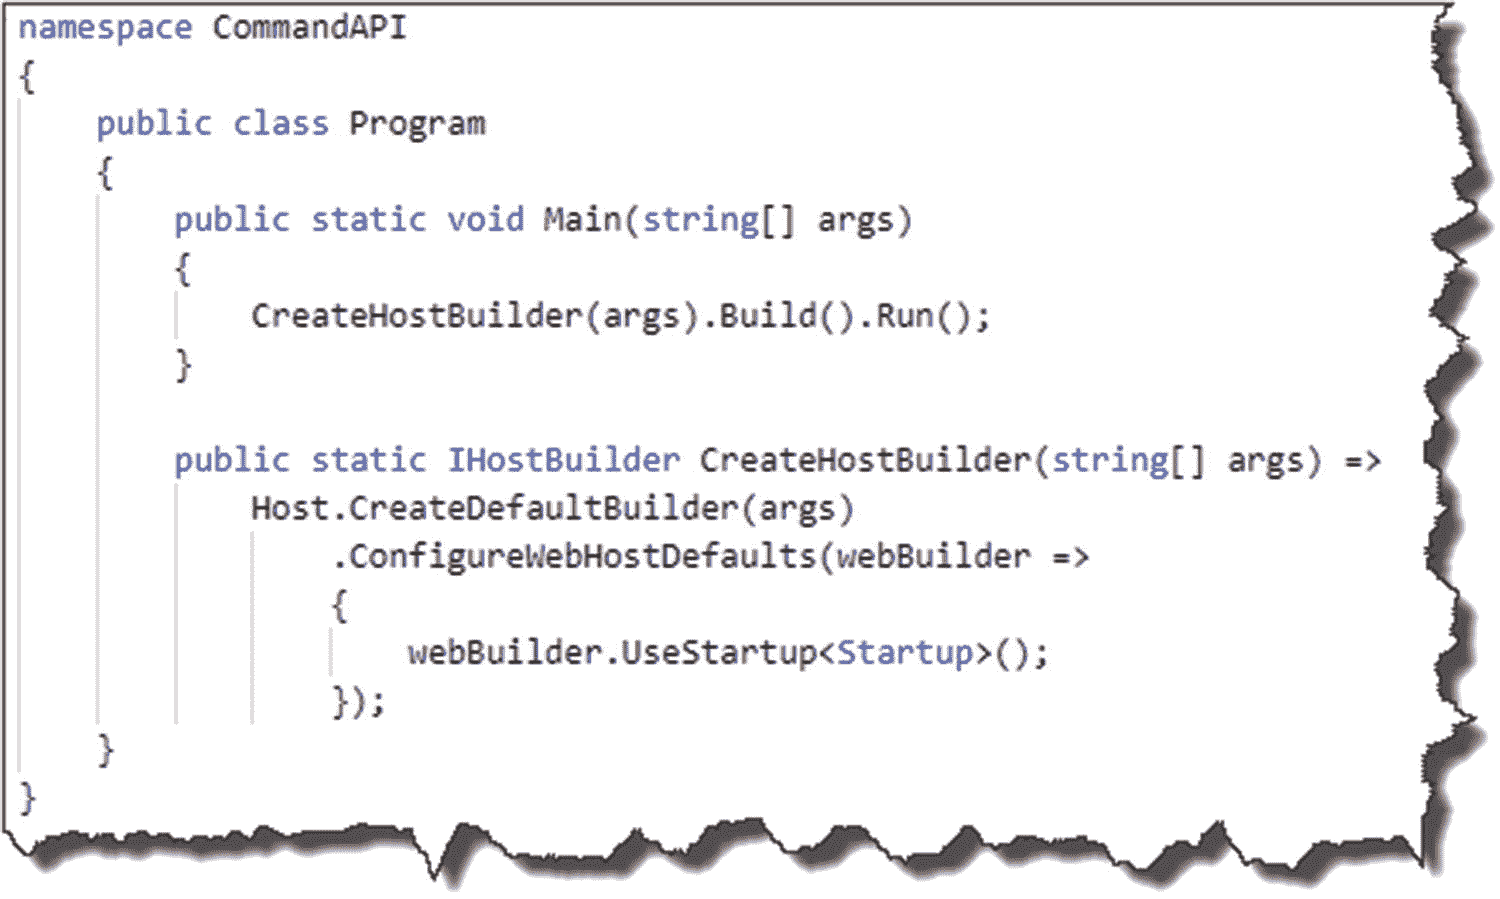 namespace CommandAPI
{
    public class Program
    {
        public static void Main(string[] args)
        {
            CreateHostBuilder(args).Build().Run();
        }

        public static IHostBuilder CreateHostBuilder(string[] args) =>
            Host.CreateDefaultBuilder(args)
                .ConfigureWebHostDefaults(webBuilder =>
                {
                    webBuilder.UseStartup<Startup>();
                });
    }
}